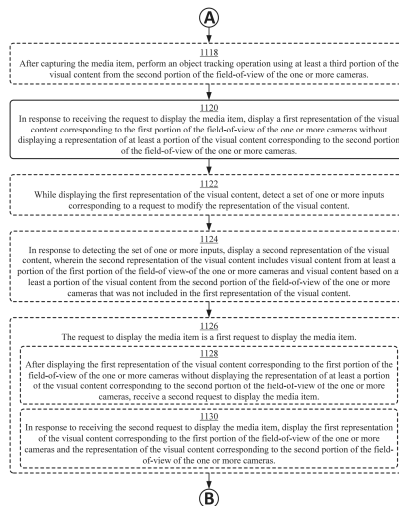 A
1118
After capturing the media item, perform an object tracking operation using at least a third portion of the
visual content from the second portion of the field-of-view of the one or more cameras.
1120
In response to receiving the request to display the media item, display a first representation of the visual
content corresponding to the first portion of the field-of-view of the one or more cameras without
displaying a representation of at least a portion of the visual content corresponding to the second portion
of the field-of-view of the one or more cameras.
1122
While displaying the first representation of the visual content, detect a set of one or more inputs
corresponding to a request to modify the representation of the visual content.
1124
In response to detecting the set of one or more inputs, display a second representation of the visual
content, wherein the second representation of the visual content includes visual content from at least a
portion of the first portion of the field-of view-of the one or more cameras and visual content based on at
least a portion of the visual content from the second portion of the field-of-view of the one or more
cameras that was not included in the first representation of the visual content.
1126
The request to display the media item is a first request to display the media item.
1128
After displaying the first representation of the visual content corresponding to the first portion of the
field-of-view of the one or more cameras without displaying the representation of at least a portion
of the visual content corresponding to the second portion of the field-of-view of the one or more
cameras, receive a second request to display the media item.
1130
In response to receiving the second request to display the media item, display the first representation
of the visual content corresponding to the first portion of the field-of-view of the one or more
cameras and the representation of the visual content corresponding to the second portion of the field-
of-view of the one or more cameras.
B